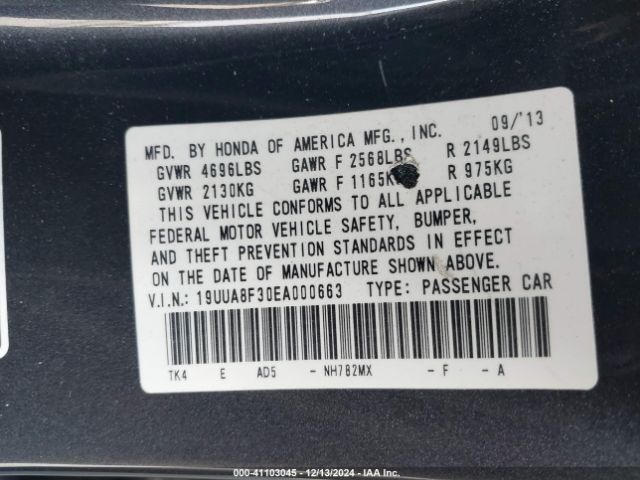 09/'13
MFD. BY HONDA OF AMERICA MFG., INC.
GVWR 4696LBS GAWR F 2568LBS R 2149LBS
GVWR 2130KG GAWR F 1165K R 975KG
THIS VEHICLE CONFORMS TO ALL APPLICABLE
FEDERAL MOTOR VEHICLE SAFETY, BUMPER,
AND THEFT PREVENTION STANDARDS IN EFFECT
ON THE DATE OF MANUFACTURE SHOWN ABOVE.
V.I.N.: 19UUA8F30EA000663 TYPE: PASSENGER CAR
TK4 E AD5 - NH782MX - F - A
000-41103045 - 12/13/2024 - IAA Inc.